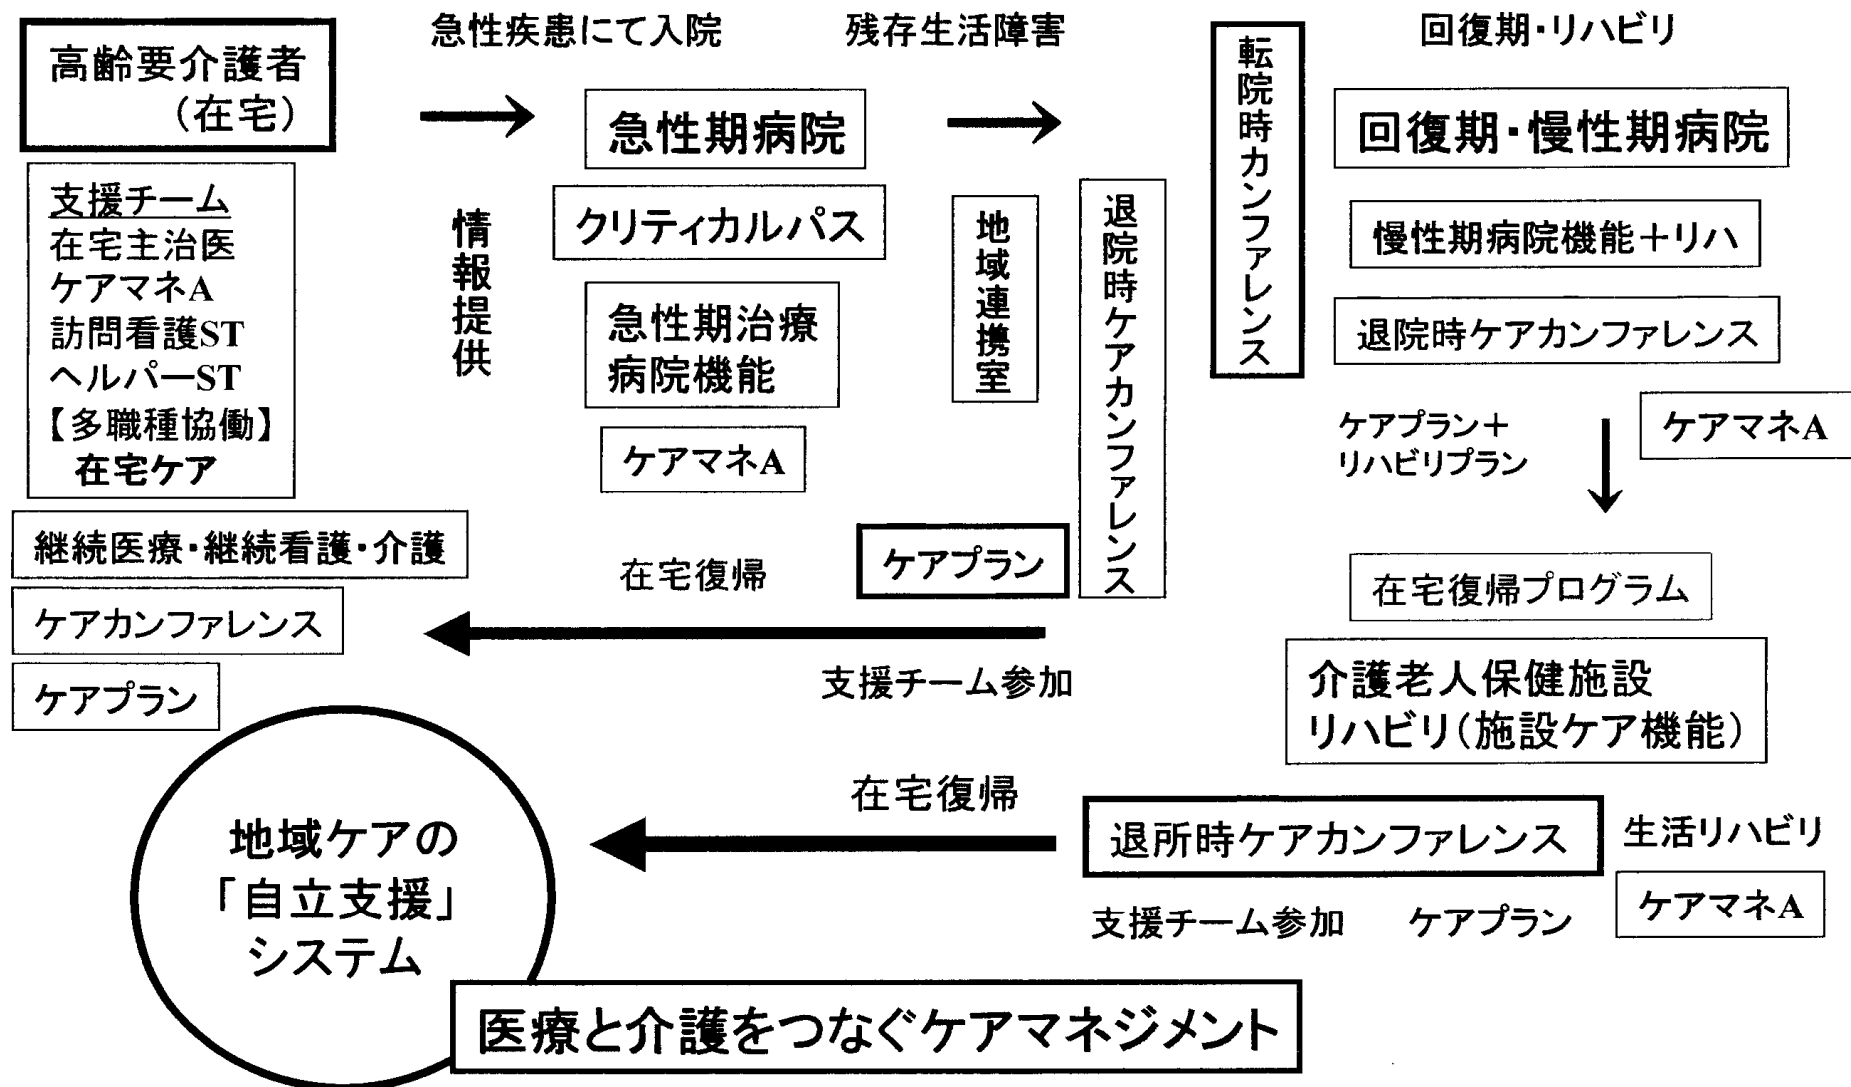 高齢要介護者
(在宅)
支援チーム
在宅主治医
ケアマネA
訪問看護ST
ヘルパーST
【多職種協働】
在宅ケア
継続医療・継続看護・介護
ケアカンファレンス
ケアプラン
急性疾患にて入院
情報提供
急性期病院
クリティカルパス
急性期治療
病院機能
ケアマネA
残存生活障害
地域連携室
退院時ケアカンファレンス
ケアプラン
在宅復帰
支援チーム参加
転院時カンファレンス
回復期・リハビリ
回復期・慢性期病院
慢性期病院機能＋リハ
退院時ケアカンファレンス
ケアプラン＋
リハビリプラン
ケアマネA
在宅復帰プログラム
介護老人保健施設
リハビリ(施設ケア機能)
在宅復帰
退所時ケアカンファレンス
生活リハビリ
支援チーム参加
ケアプラン
ケアマネA
地域ケアの
「自立支援」
システム
医療と介護をつなぐケアマネジメント